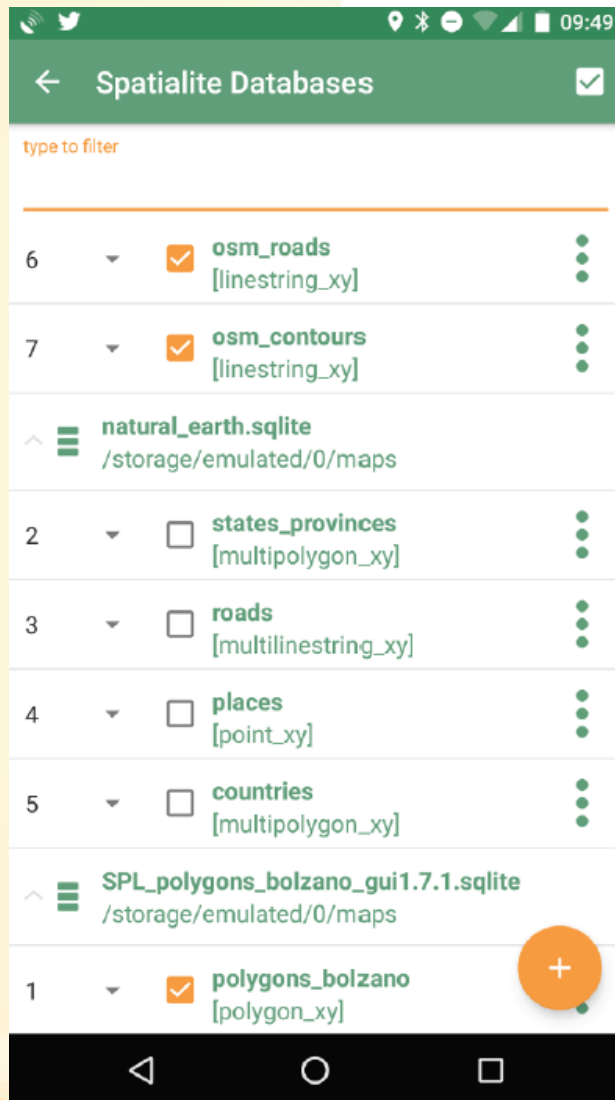 09:49
Spatialite Databases
type to filter
6
osm_roads
[linestring_xy]
7
osm_contours
[linestring_xy]
natural_earth.sqlite
/storage/emulated/0/maps
2
states_provinces
[multipolygon_xy]
3
roads
[multilinestring_xy]
4
places
[point_xy]
5
countries
[multipolygon_xy]
SPL_polygons_bolzano_gui1.7.1.sqlite
/storage/emulated/0/maps
1
polygons_bolzano
[polygon_xy]